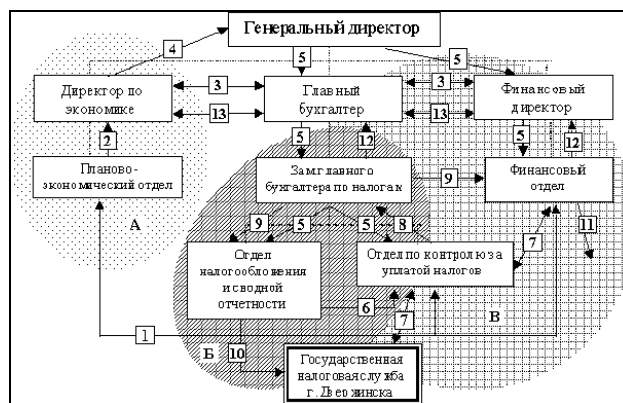 Генеральный директор
4
5
5
Директор по
экономике
3
13
Главный
бухгалтер
3
13
Финансовый
директор
2
5
12
5
12
Планово-
экономический отдел
Зам главного
бухгалтера по налогам
9
Финансовый
отдел
А
9
5
5
8
7
11
Отдел
налогообложения
и сводной
отчетности
Отдел по контролю за
уплатой налогов
6
7
1
В
Б
10
Государственная
налоговая служба
г. Дзержинска